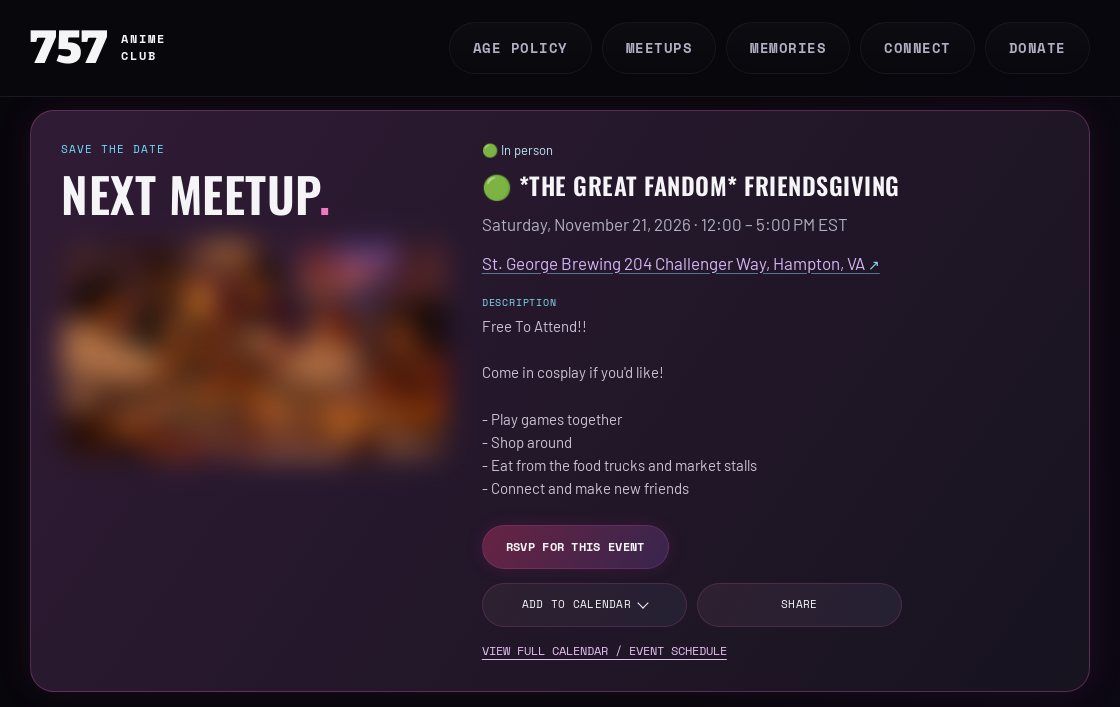 757 ANIME CLUB
AGE POLICY
MEETUPS
MEMORIES
CONNECT
DONATE
SAVE THE DATE
NEXT MEETUP.
In person
*THE GREAT FANDOM* FRIENDSGIVING
Saturday, November 21, 2026 · 12:00 – 5:00 PM EST
St. George Brewing 204 Challenger Way, Hampton, VA ↗
DESCRIPTION
Free To Attend!!
Come in cosplay if you'd like!
- Play games together
- Shop around
- Eat from the food trucks and market stalls
- Connect and make new friends
RSVP FOR THIS EVENT
ADD TO CALENDAR
SHARE
VIEW FULL CALENDAR / EVENT SCHEDULE